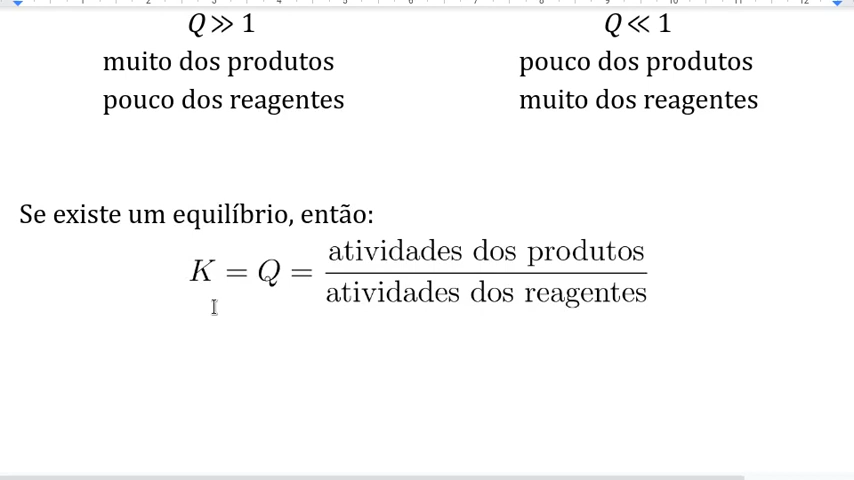 Q ≫ 1 Q ≪ 1
muito dos produtos pouco dos produtos
pouco dos reagentes muito dos reagentes
Se existe um equilíbrio, então:
K = Q = atividades dos produtos
atividades dos reagentes